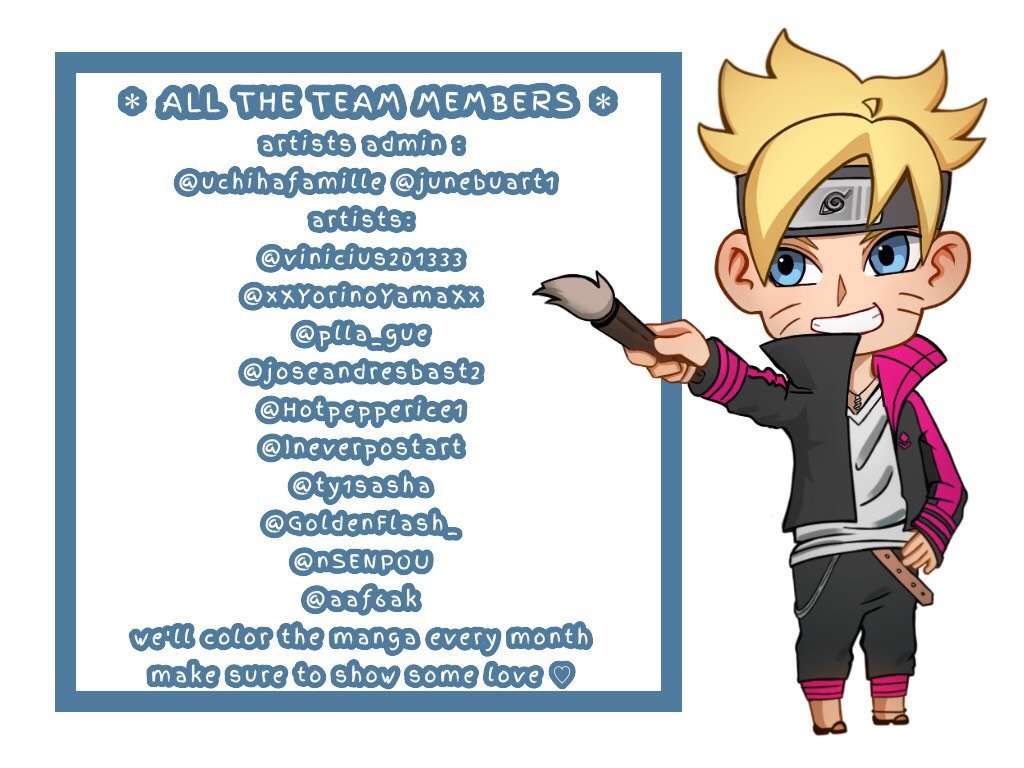 * ALL THE TEAM MEMBERS *
artists admin :
@uchihafamille @junebuart1
artists:
@vinicius201333
@xXYorinoYamaXx
@plla_gue
@joseandresbast2
@Hotpepperice1
@Ineverpostart
@ty1sasha
@GoldenFlash_
@nSENPOU
@aaf6ak
we'll color the manga every month
make sure to show some love ♡